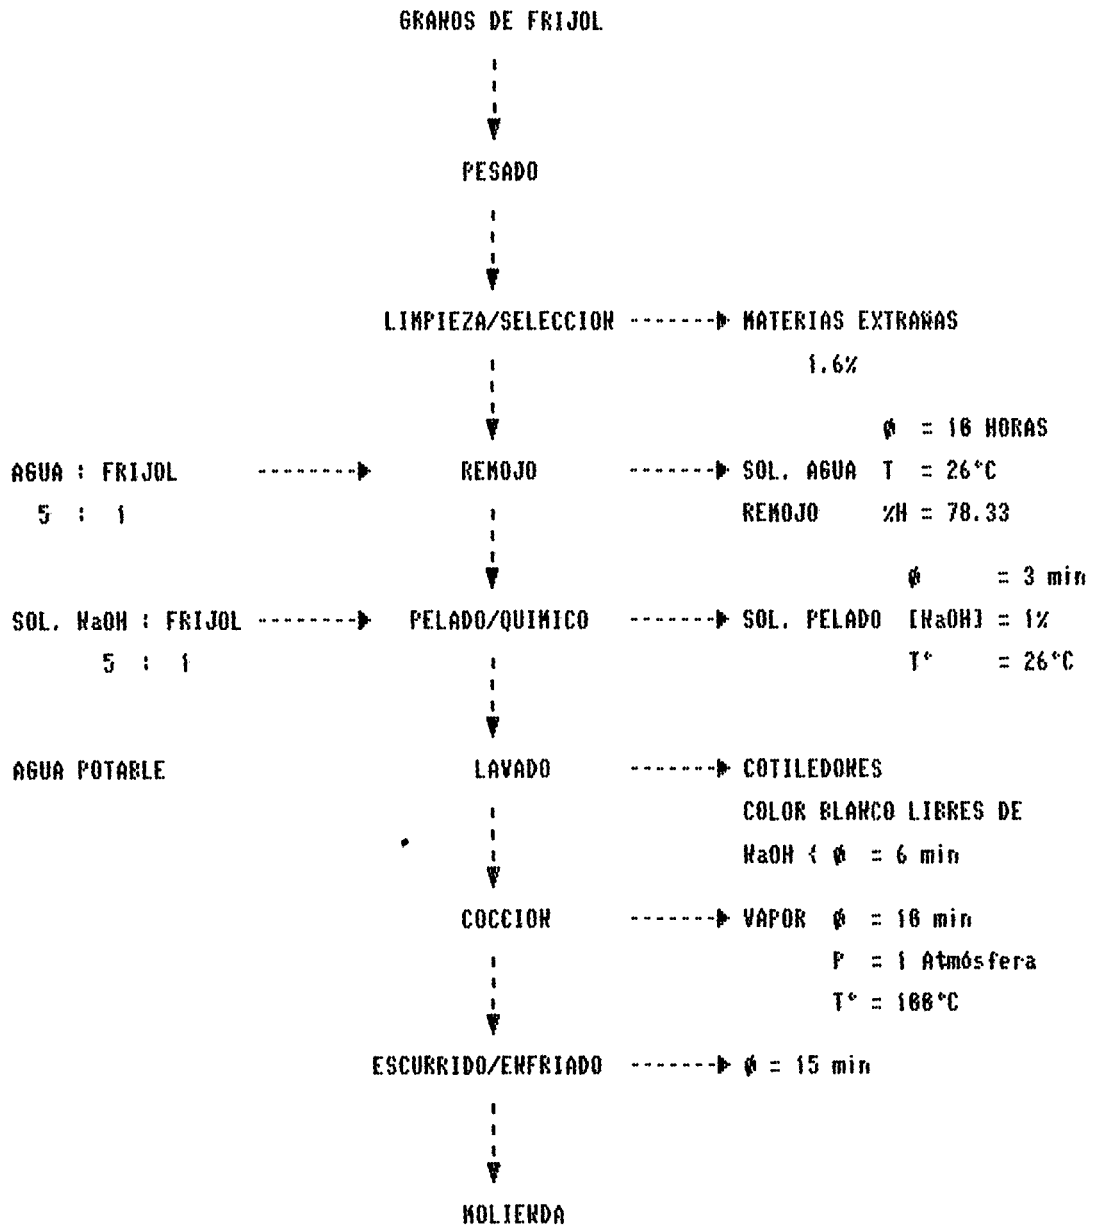 GRANOS DE FRIJOL
PESADO
LIMPIEZA/SELECCION MATERIAS EXTRAÑAS
1.6%
Ø = 10 HORAS
AGUA : FRIJOL REMOJO SOL. AGUA T = 26°C
5 : 1 REMOJO %H = 78.33
Ø = 3 min
SOL. NaOH : FRIJOL PELADO/QUIMICO SOL. PELADO [NaOH] = 1%
5 : 1 T° = 26°C
AGUA POTABLE LAVADO COTILEDONES
COLOR BLANCO LIBRES DE
NaOH { Ø = 6 min
COCCION VAPOR Ø = 10 min
P = 1 Atmósfera
T° = 100°C
ESCURRIDO/ENFRIADO Ø = 15 min
MOLIENDA